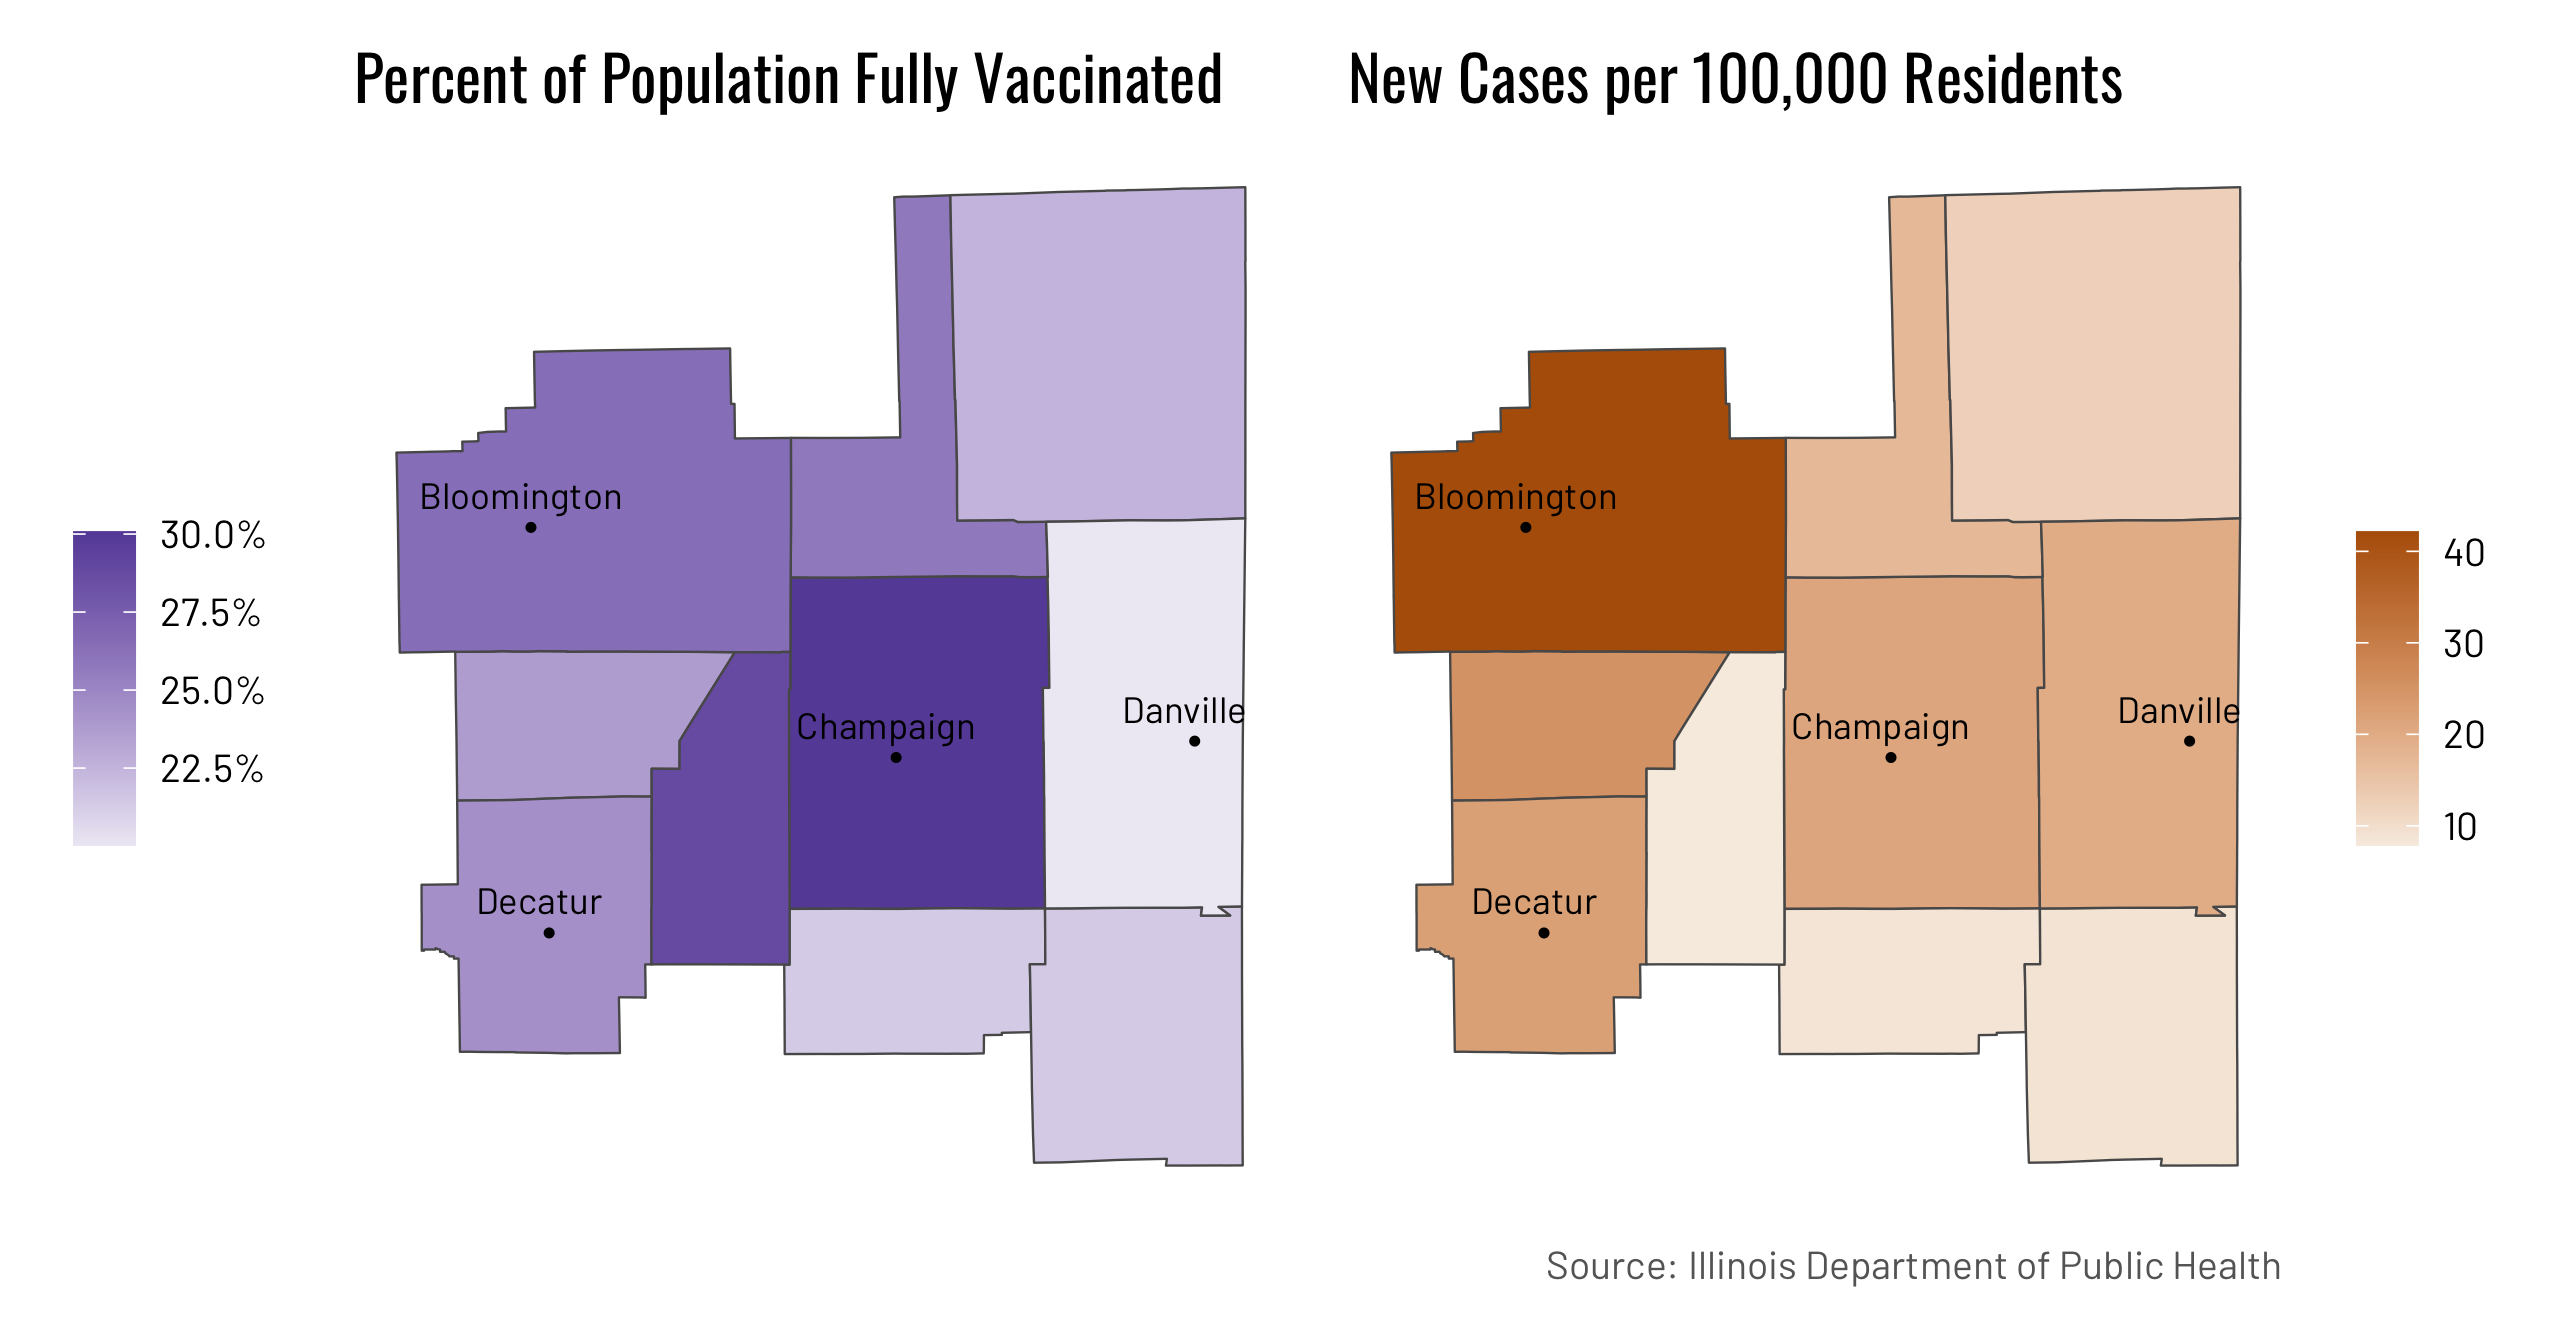 Percent of Population Fully Vaccinated
New Cases per 100,000 Residents
30.0%
27.5%
25.0%
22.5%
Bloomington
Champaign
Danville
Decatur
Bloomington
Champaign
Danville
Decatur
40
30
20
10
Source: Illinois Department of Public Health